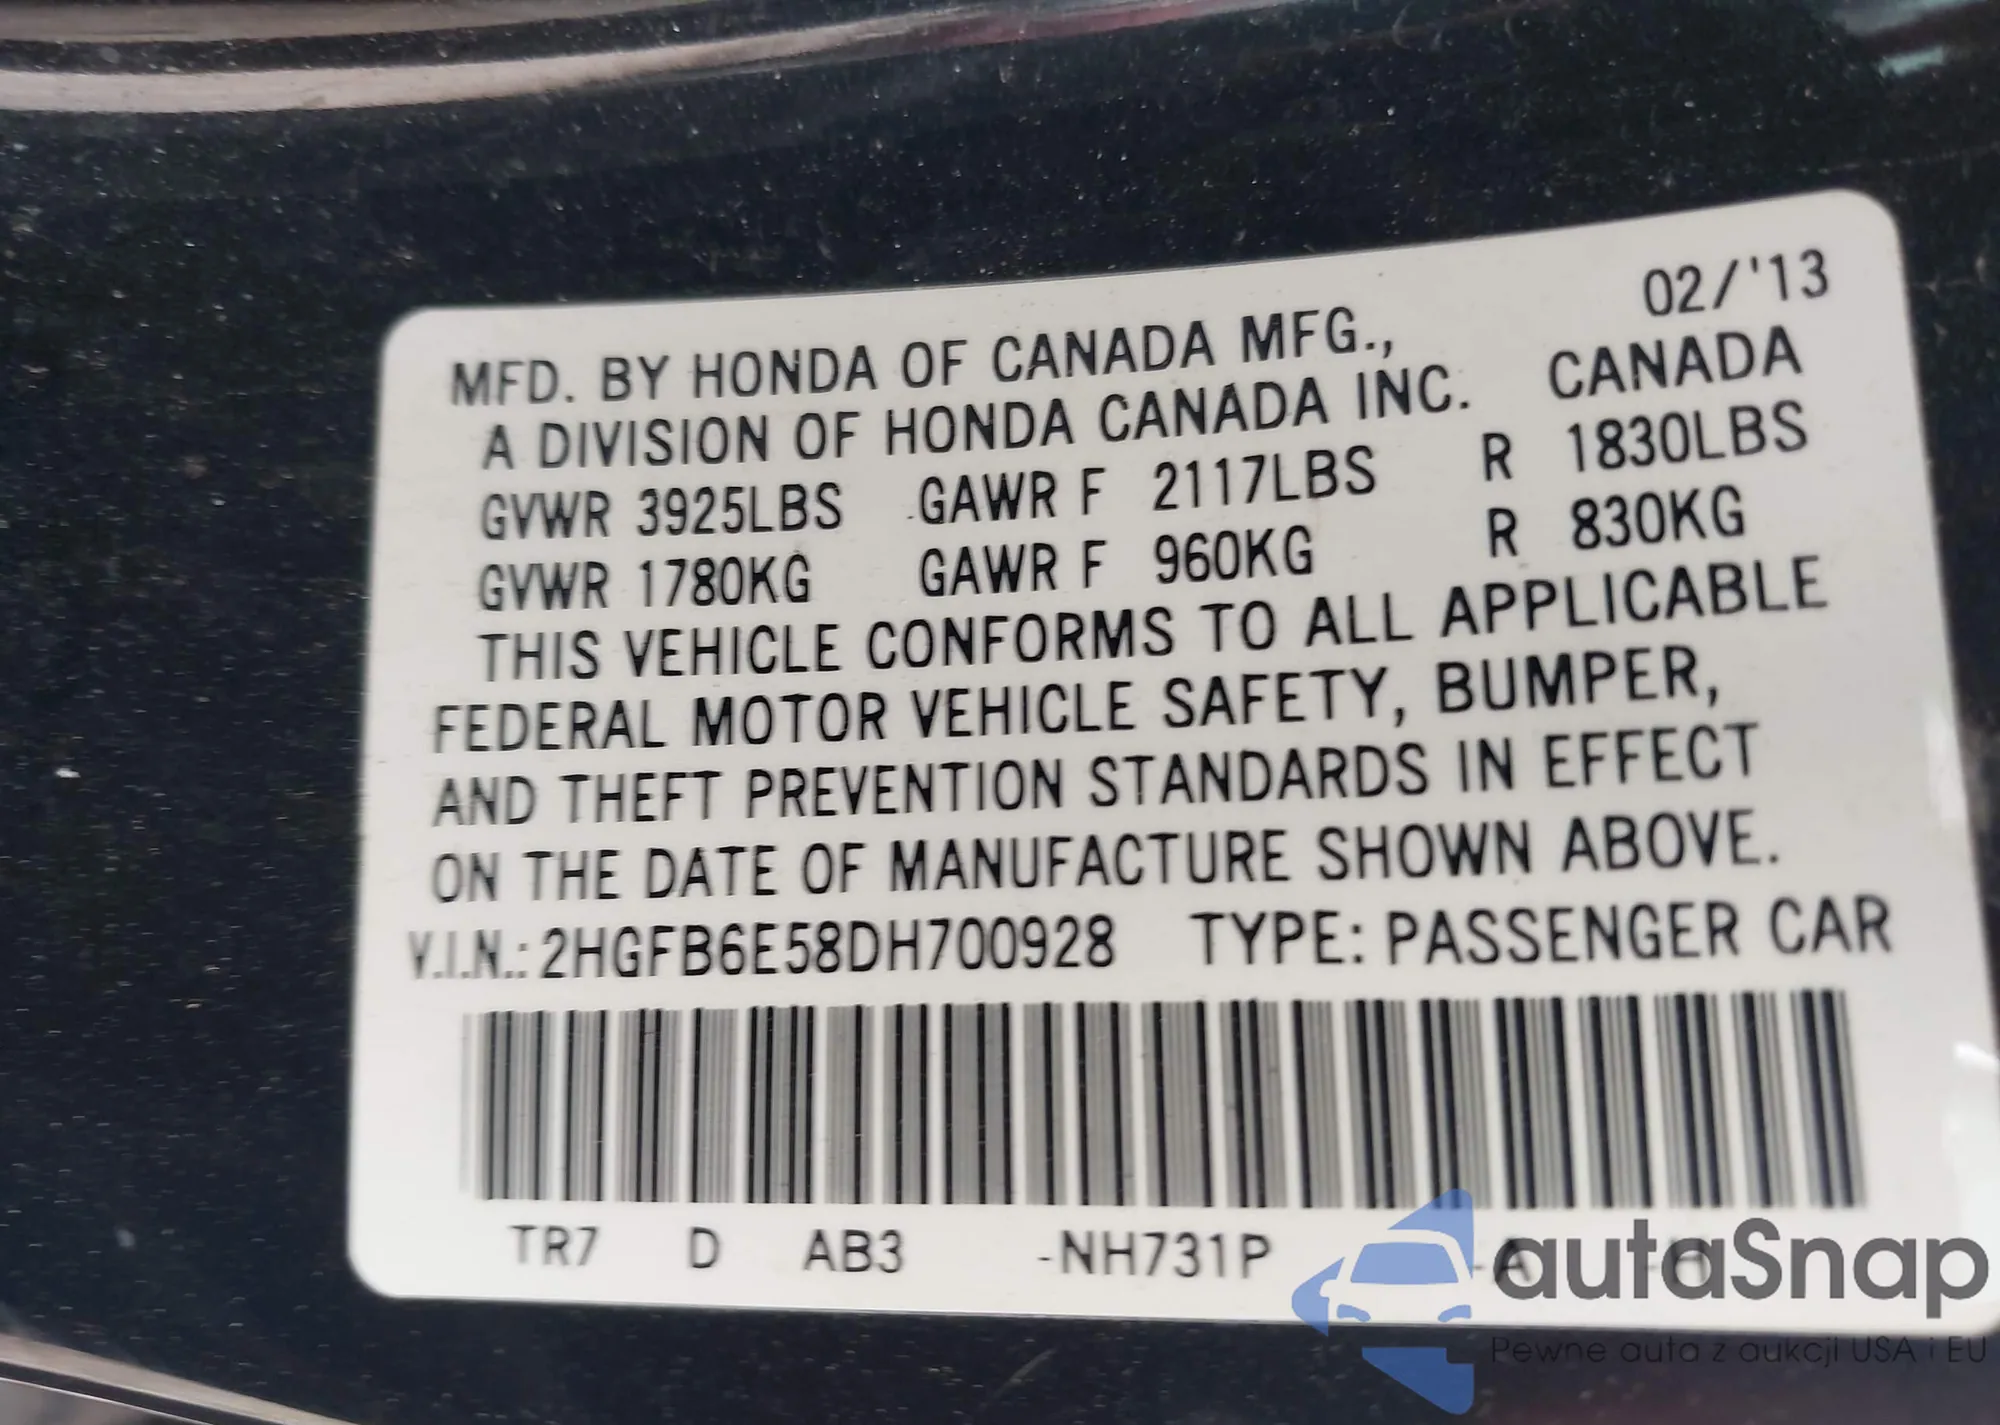 02/'13
MFD. BY HONDA OF CANADA MFG.,
A DIVISION OF HONDA CANADA INC. CANADA
GVWR 3925LBS GAWR F 2117LBS R 1830LBS
GVWR 1780KG GAWR F 960KG R 830KG
THIS VEHICLE CONFORMS TO ALL APPLICABLE
FEDERAL MOTOR VEHICLE SAFETY, BUMPER,
AND THEFT PREVENTION STANDARDS IN EFFECT
ON THE DATE OF MANUFACTURE SHOWN ABOVE.
V.I.N.: 2HGFB6E58DH700928 TYPE: PASSENGER CAR
TR7 D AB3 -NH731P -A -H
autaSnap
Pewne auta z aukcji USA i EU